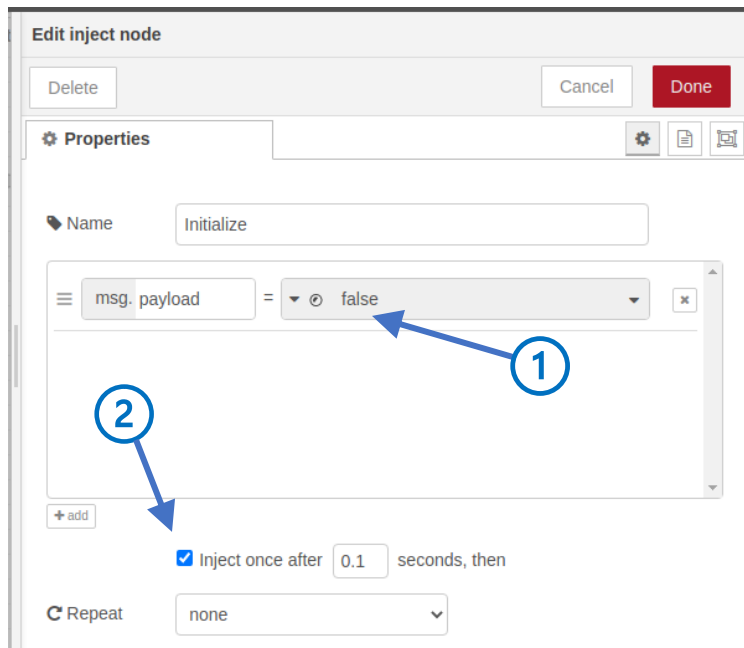 Edit inject node
Delete Cancel Done
Properties
Name Initialize
msg. payload = false
1
2
add
Inject once after 0.1 seconds, then
Repeat none